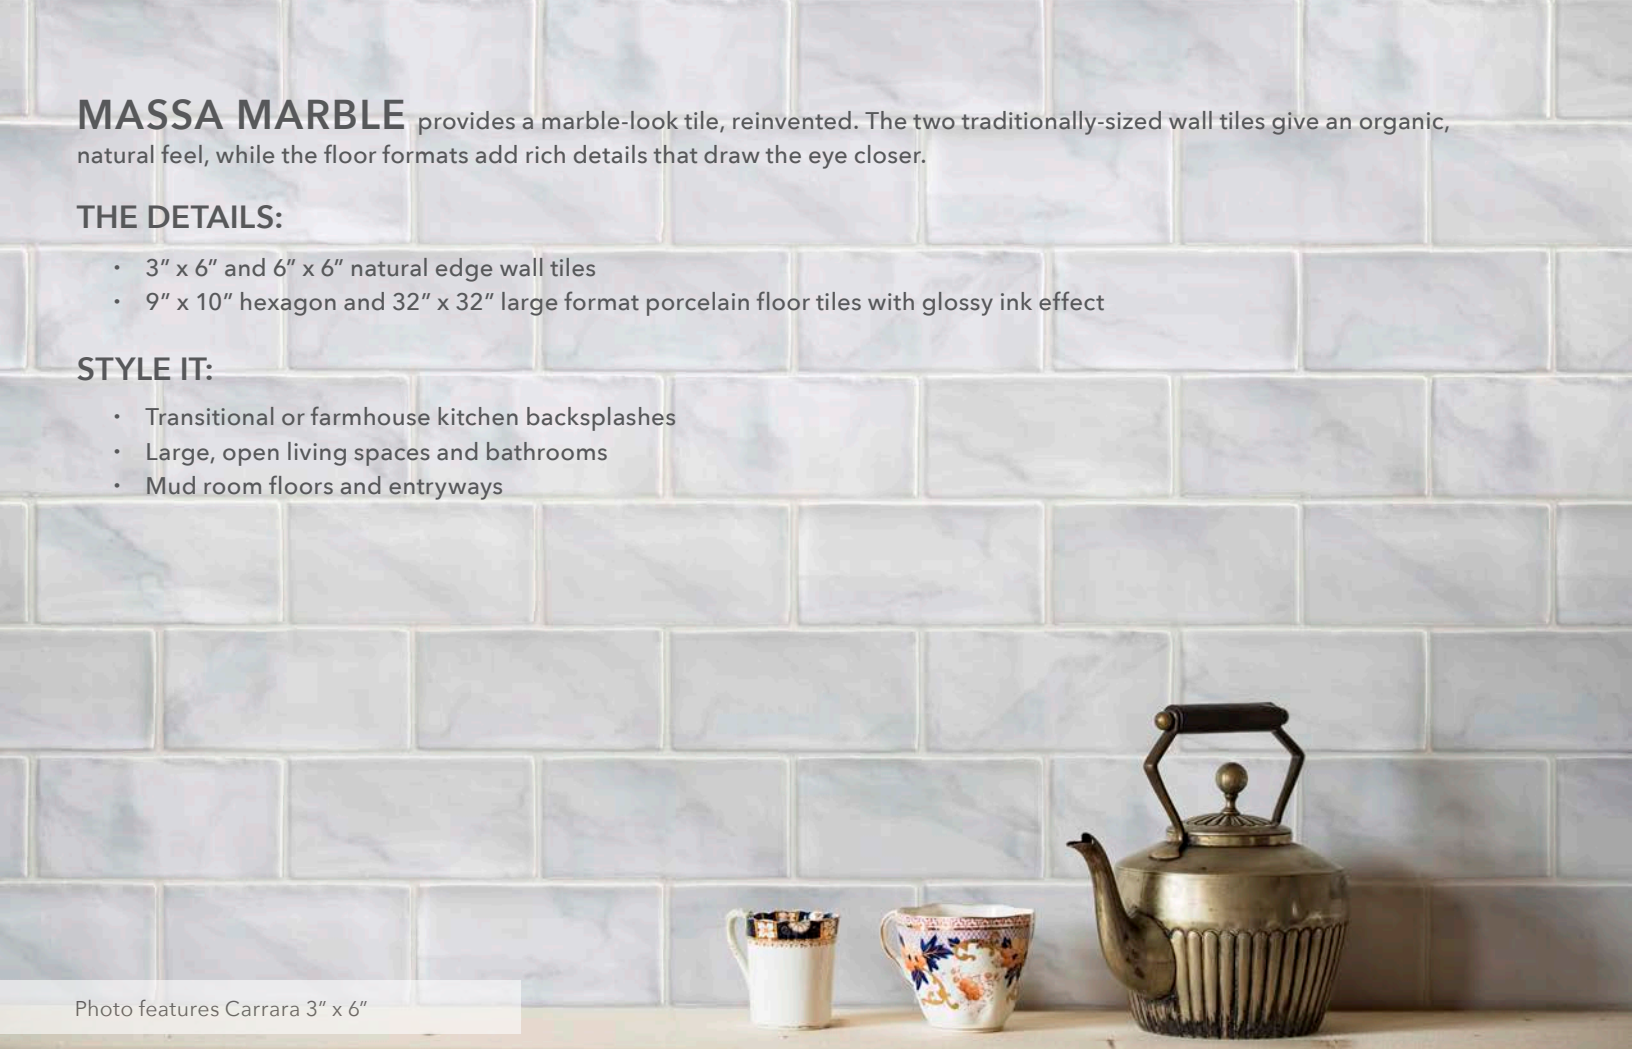 MASSA MARBLE provides a marble-look tile, reinvented. The two traditionally-sized wall tiles give an organic,
natural feel, while the floor formats add rich details that draw the eye closer.
THE DETAILS:
• 3” x 6” and 6” x 6” natural edge wall tiles
• 9” x 10” hexagon and 32” x 32” large format porcelain floor tiles with glossy ink effect
STYLE IT:
• Transitional or farmhouse kitchen backsplashes
• Large, open living spaces and bathrooms
• Mud room floors and entryways
Photo features Carrara 3” x 6”